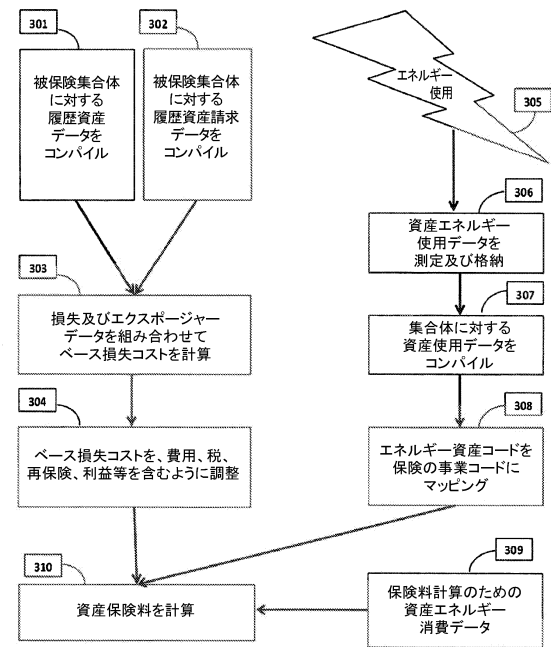 301
被保険集合体
に対する
履歴資産
データを
コンパイル
302
被保険集合体
に対する
履歴資産請求
データを
コンパイル
エネルギー
使用
305
306
資産エネルギー
使用データを
測定及び格納
303
損失及びエクスポージャー
データを組み合わせて
ベース損失コストを計算
307
集合体に対する
資産使用データを
コンパイル
304
ベース損失コストを、費用、税、
再保険、利益等を含むように調整
308
エネルギー資産コードを
保険の事業コードに
マッピング
310
資産保険料を計算
309
保険料計算のための
資産エネルギー
消費データ